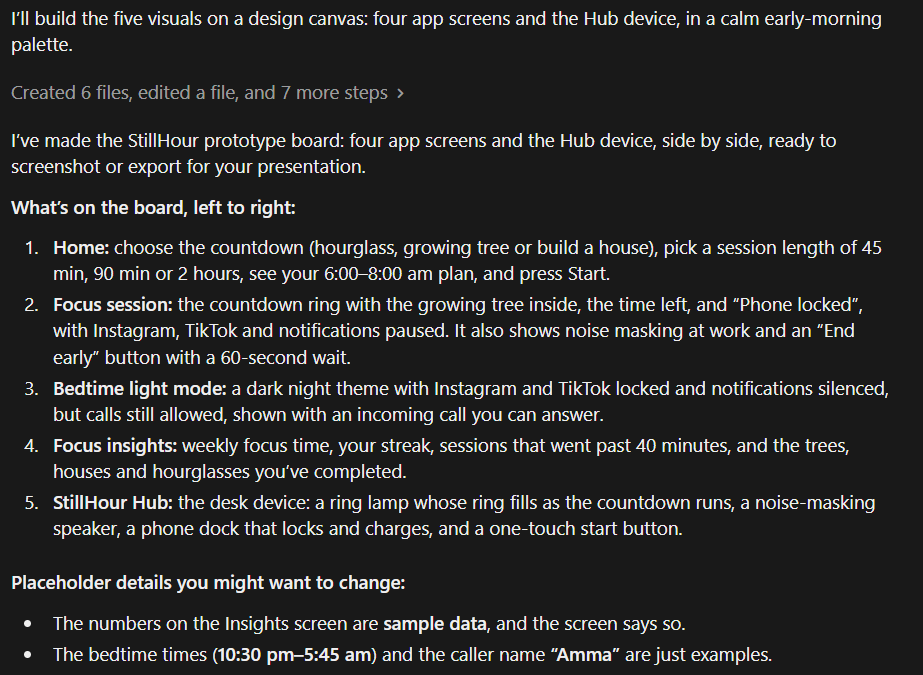 I’ll build the five visuals on a design canvas: four app screens and the Hub device, in a calm early-morning
palette.
Created 6 files, edited a file, and 7 more steps >
I’ve made the StillHour prototype board: four app screens and the Hub device, side by side, ready to
screenshot or export for your presentation.
What’s on the board, left to right:
1. Home: choose the countdown (hourglass, growing tree or build a house), pick a session length of 45
min, 90 min or 2 hours, see your 6:00–8:00 am plan, and press Start.
2. Focus session: the countdown ring with the growing tree inside, the time left, and “Phone locked”,
with Instagram, TikTok and notifications paused. It also shows noise masking at work and an “End
early” button with a 60-second wait.
3. Bedtime light mode: a dark night theme with Instagram and TikTok locked and notifications silenced,
but calls still allowed, shown with an incoming call you can answer.
4. Focus insights: weekly focus time, your streak, sessions that went past 40 minutes, and the trees,
houses and hourglasses you’ve completed.
5. StillHour Hub: the desk device: a ring lamp whose ring fills as the countdown runs, a noise-masking
speaker, a phone dock that locks and charges, and a one-touch start button.
Placeholder details you might want to change:
• The numbers on the Insights screen are sample data, and the screen says so.
• The bedtime times (10:30 pm–5:45 am) and the caller name “Amma” are just examples.